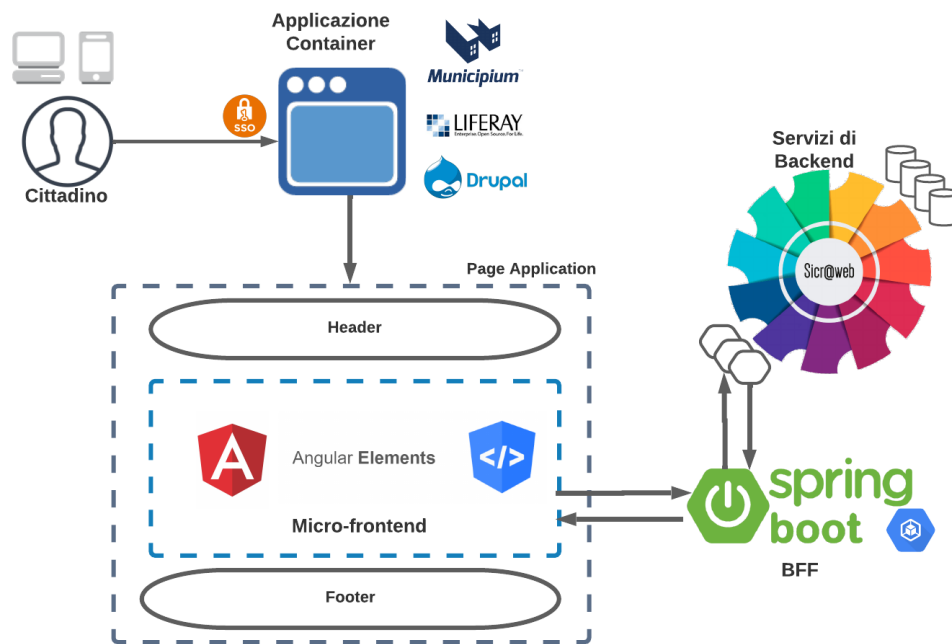 Applicazione
Container
Municipium™
SSO
LIFERAY
Enterprise. Open Source. For Life.
Drupal
Cittadino
Servizi di
Backend
Sicr@web
Page Application
Header
Angular Elements
</>
A
Micro-frontend
spring
boot
BFF
Footer